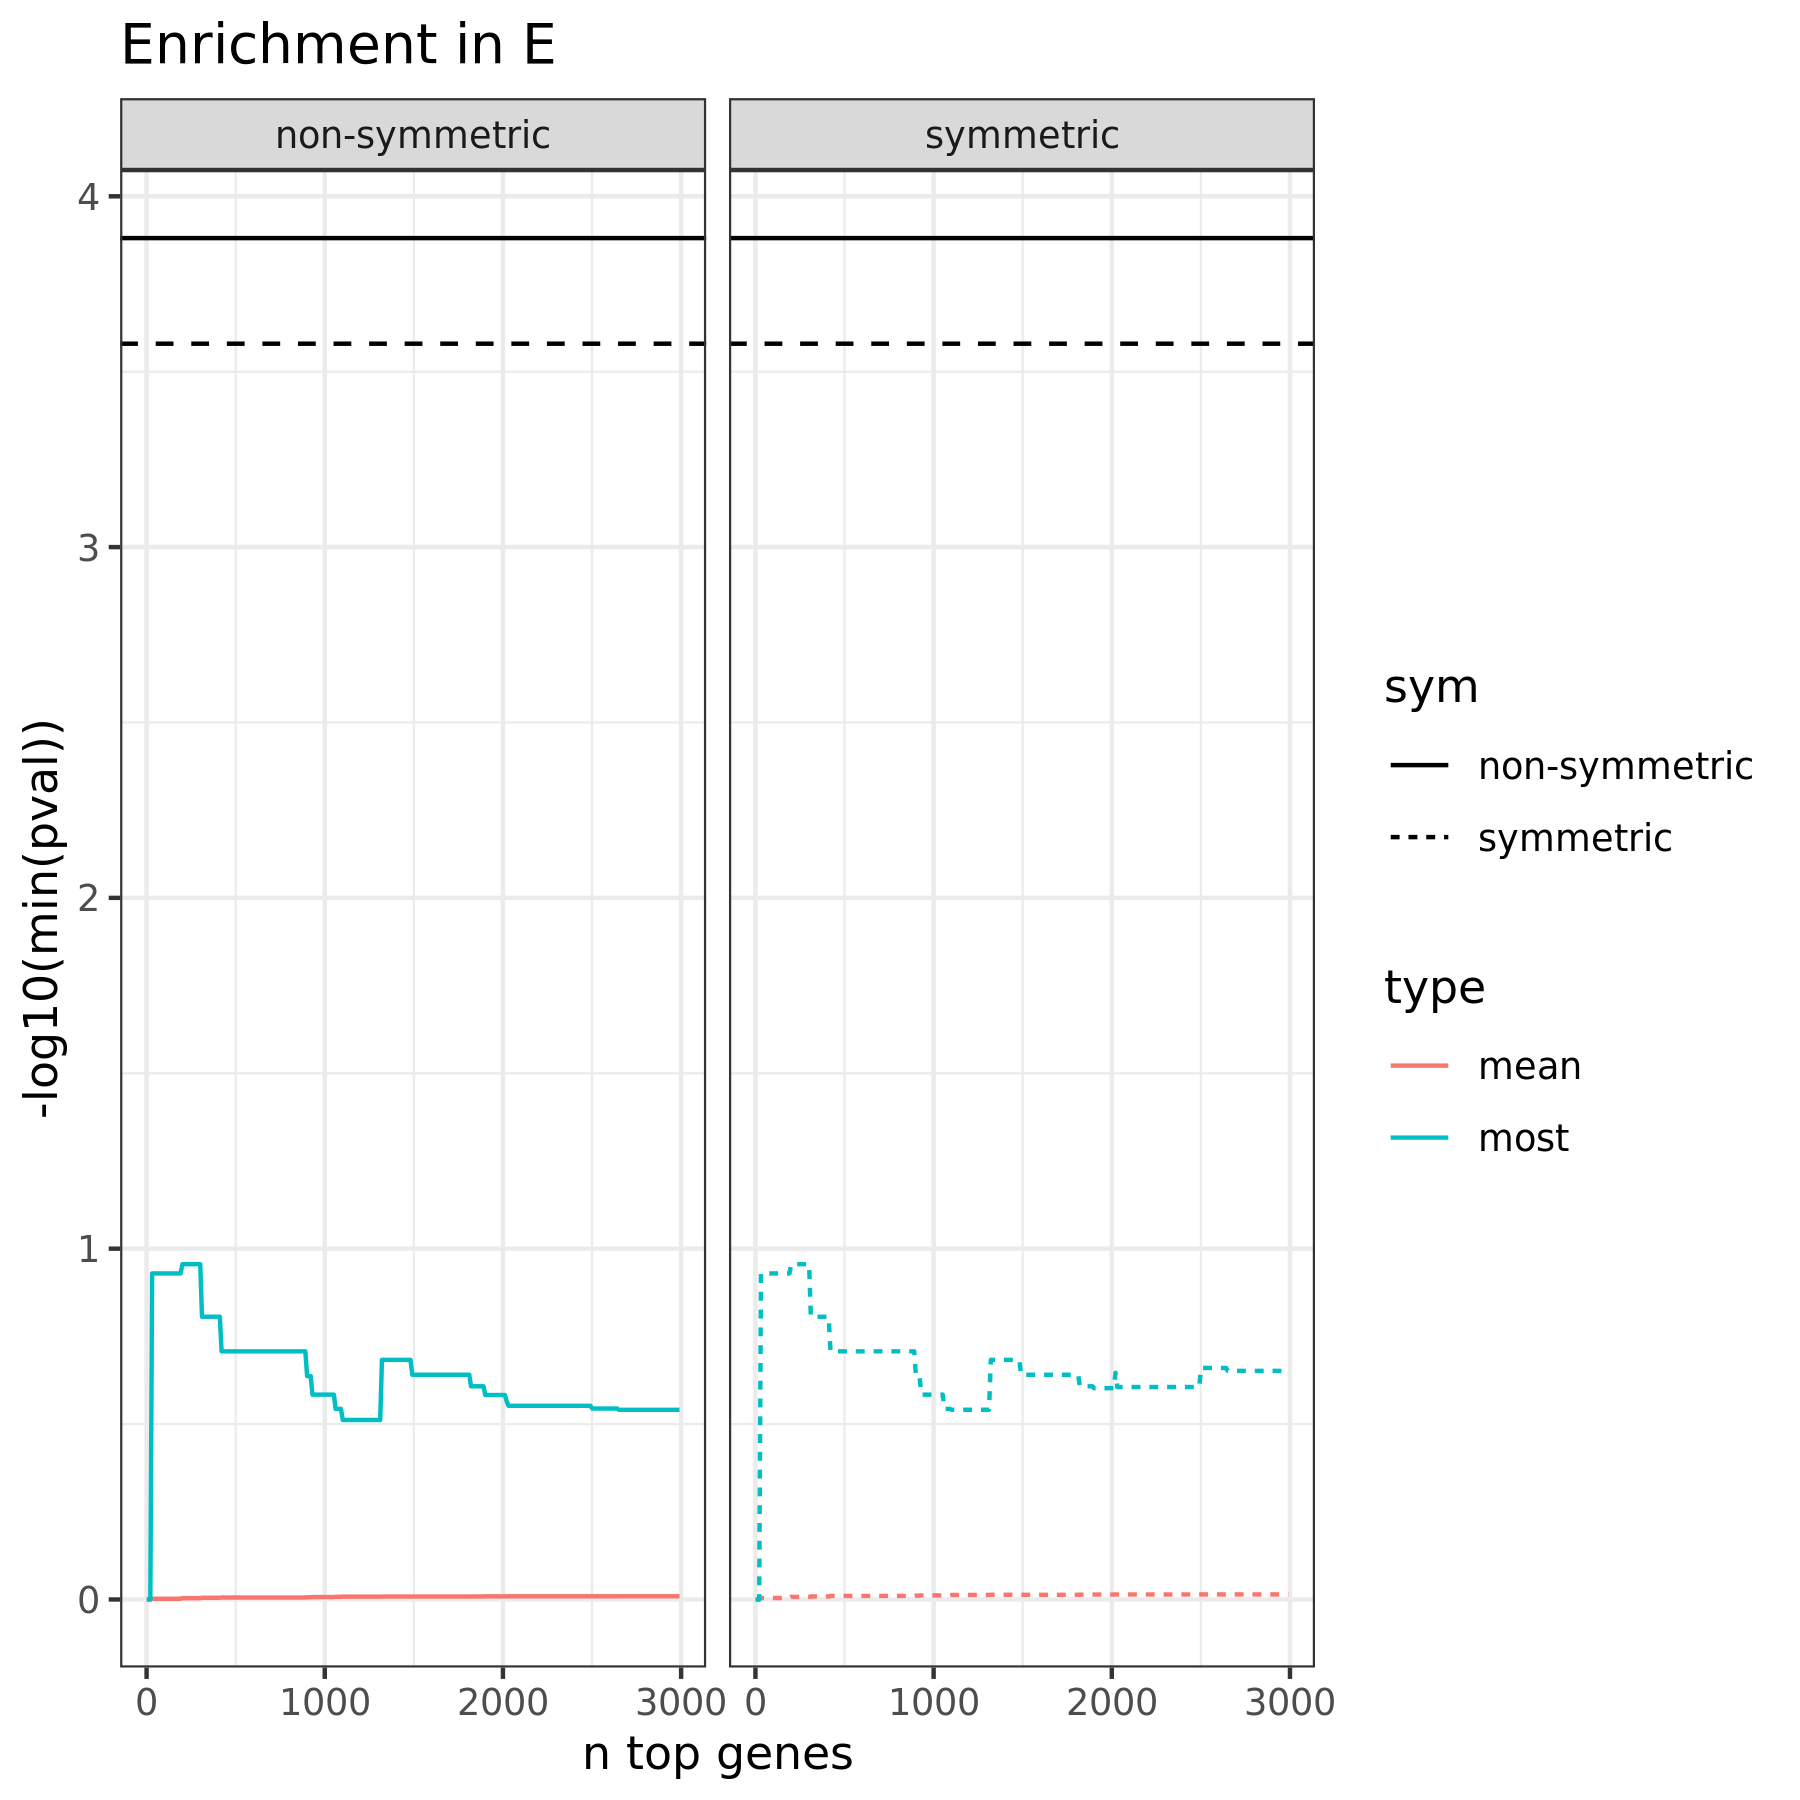 Enrichment in E
non-symmetric
symmetric
4
3
2
1
0
-log10(min(pval))
0 1000 2000 3000
0 1000 2000 3000
n top genes
sym
non-symmetric
symmetric
type
mean
most